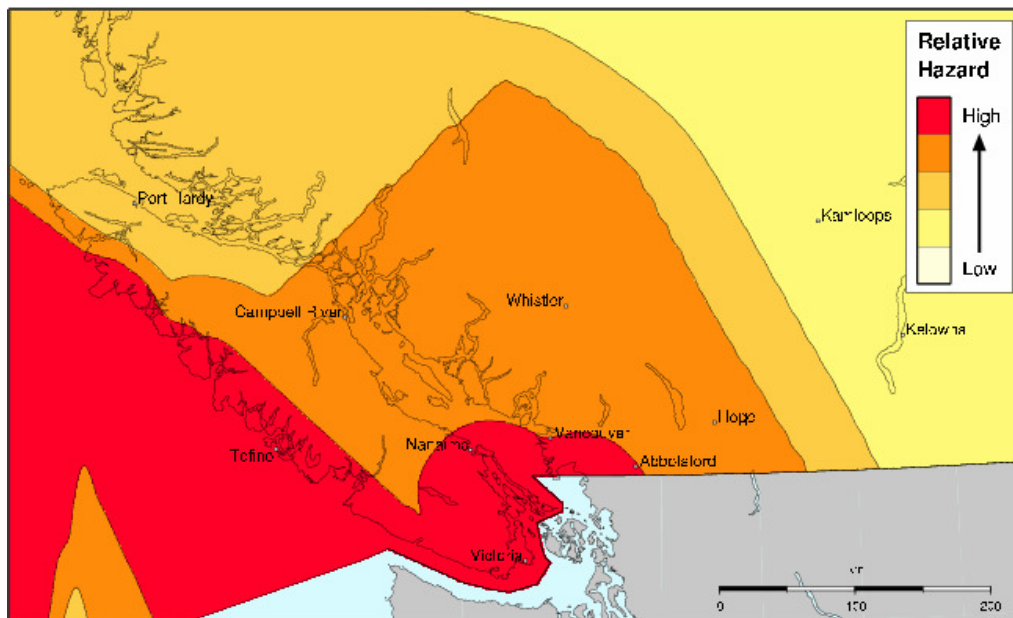 Relative
Hazard
High
Low
Port Hardy
Kamloops
Campbell River
Whistler
Kelowna
Hope
Vancouver
Nanaimo
Tofino
Abbotsford
Victoria
km
0
200